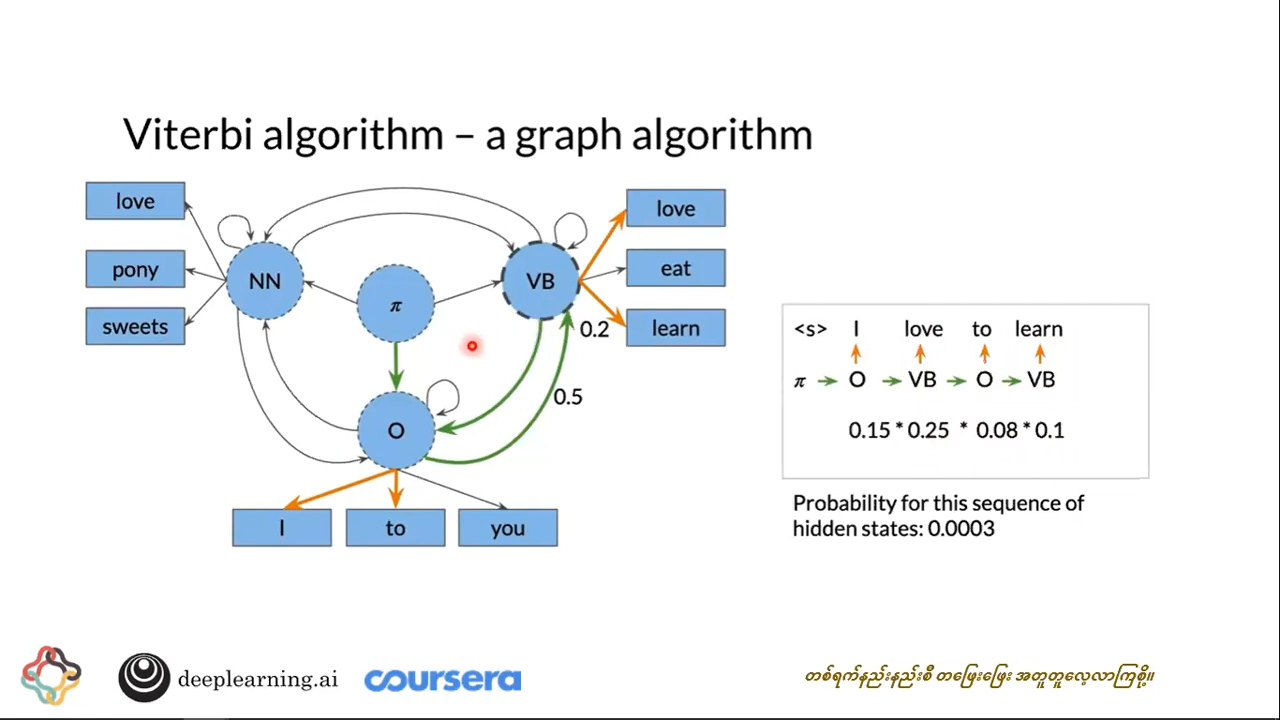 Viterbi algorithm – a graph algorithm
love
pony
sweets
NN
π
VB
O
love
eat
learn
0.2
0.5
I
to
you
<s> I love to learn
π O VB O VB
0.15 * 0.25 * 0.08 * 0.1
Probability for this sequence of
hidden states: 0.0003
deeplearning.ai
coursera
တစ်ရက်နည်းနည်းစီ တဖြေးဖြေး အတူတူလေ့လာကြစို့။